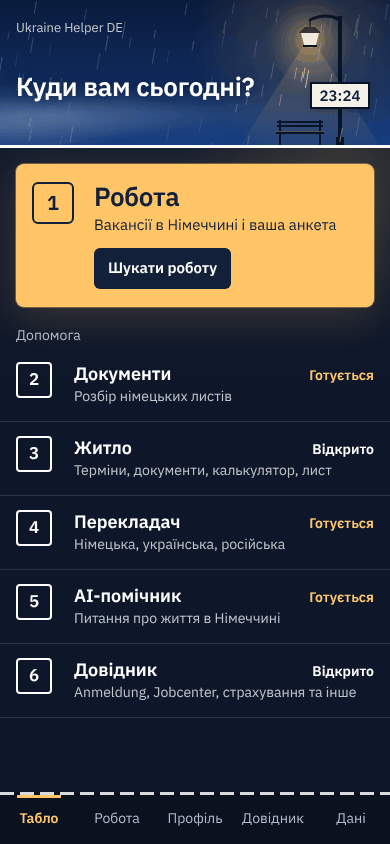 Ukraine Helper DE
Куди вам сьогодні?
23:24
1
Робота
Вакансії в Німеччині і ваша анкета
Шукати роботу
Допомога
2
Документи
Готується
Розбір німецьких листів
3
Житло
Відкрито
Терміни, документи, калькулятор, лист
4
Перекладач
Готується
Німецька, українська, російська
5
AI-помічник
Готується
Питання про життя в Німеччині
6
Довідник
Відкрито
Anmeldung, Jobcenter, страхування та інше
Табло Робота Профіль Довідник Дані